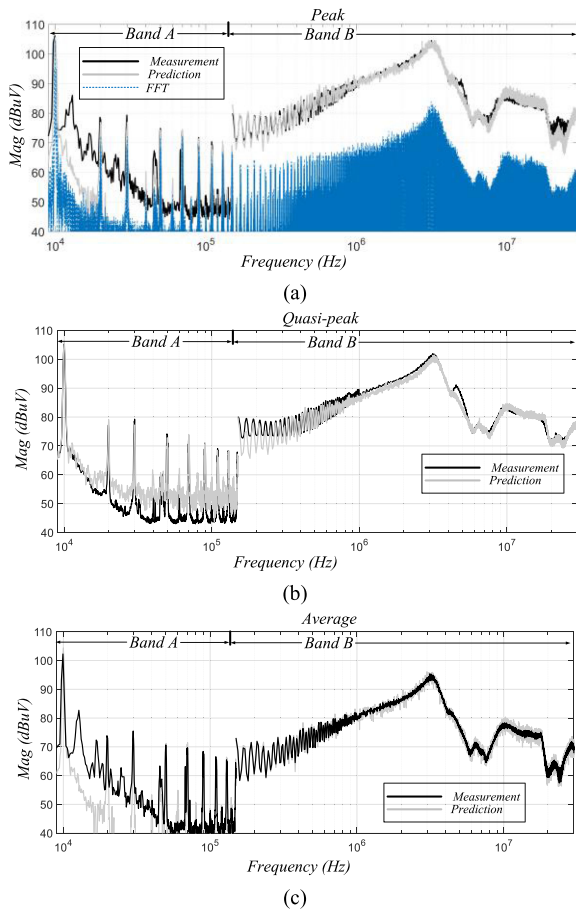 Peak
Band A
Band B
110
100
90
80
70
60
50
40
Mag (dBuV)
Measurement
Prediction
FFT
10^4
10^5
10^6
10^7
Frequency (Hz)
(a)
Quasi-peak
Band A
Band B
110
100
90
80
70
60
50
40
Mag (dBuV)
Measurement
Prediction
10^4
10^5
10^6
10^7
Frequency (Hz)
(b)
Average
Band A
Band B
110
100
90
80
70
60
50
40
Mag (dBuV)
Measurement
Prediction
10^4
10^5
10^6
10^7
Frequency (Hz)
(c)